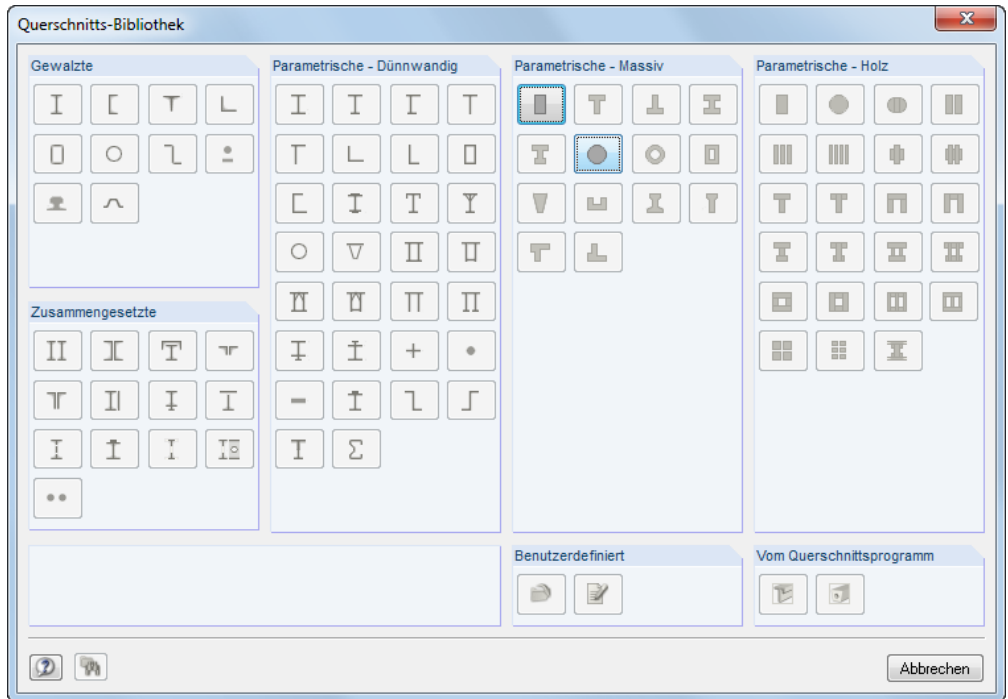 Querschnitts-Bibliothek
Gewalzte
Parametrische - Dünnwandig
Parametrische - Massiv
Parametrische - Holz
Zusammengesetzte
Benutzerdefiniert
Vom Querschnittsprogramm
Abbrechen